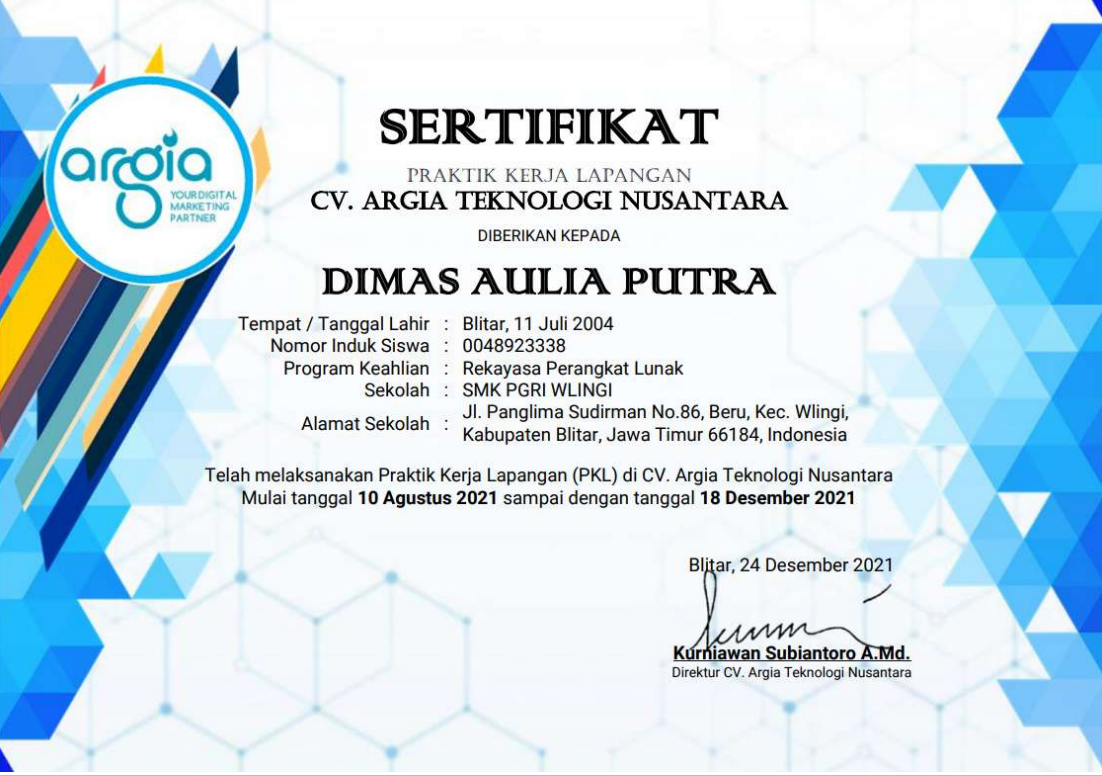 argia
YOUR DIGITAL
MARKETING
PARTNER
SERTIFIKAT
PRAKTIK KERJA LAPANGAN
CV. ARGIA TEKNOLOGI NUSANTARA
DIBERIKAN KEPADA
DIMAS AULIA PUTRA
Tempat / Tanggal Lahir : Blitar, 11 Juli 2004
Nomor Induk Siswa : 0048923338
Program Keahlian : Rekayasa Perangkat Lunak
Sekolah : SMK PGRI WLINGI
Alamat Sekolah : Jl. Panglima Sudirman No.86, Beru, Kec. Wlingi,
Kabupaten Blitar, Jawa Timur 66184, Indonesia
Telah melaksanakan Praktik Kerja Lapangan (PKL) di CV. Argia Teknologi Nusantara
Mulai tanggal 10 Agustus 2021 sampai dengan tanggal 18 Desember 2021
Blitar, 24 Desember 2021
Kurniawan Subiantoro A.Md.
Direktur CV. Argia Teknologi Nusantara